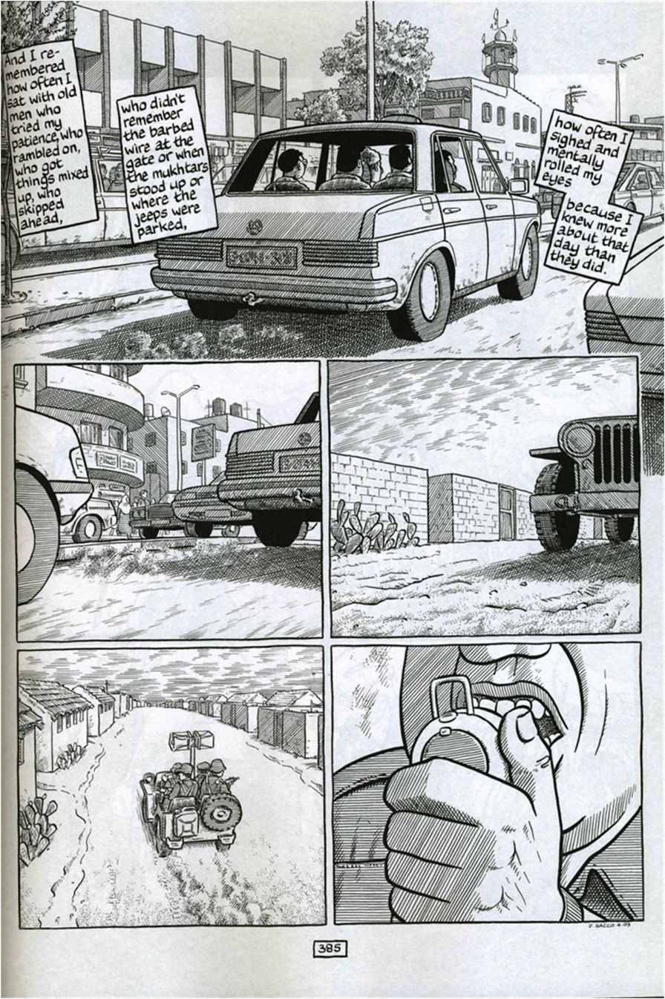 And I re-
membered
how often I
sat with old
men who
tried my
patience, who
rambled on,
who got
things mixed
up, who
skipped
ahead,
who didn't
remember
the barbed
wire at the
gate or when
the mukhtars
stood up or
where the
jeeps were
parked,
how often I
sighed and
mentally
rolled my
eyes
because I
knew more
about that
day than
they did.
J. SACCO 4.09
385